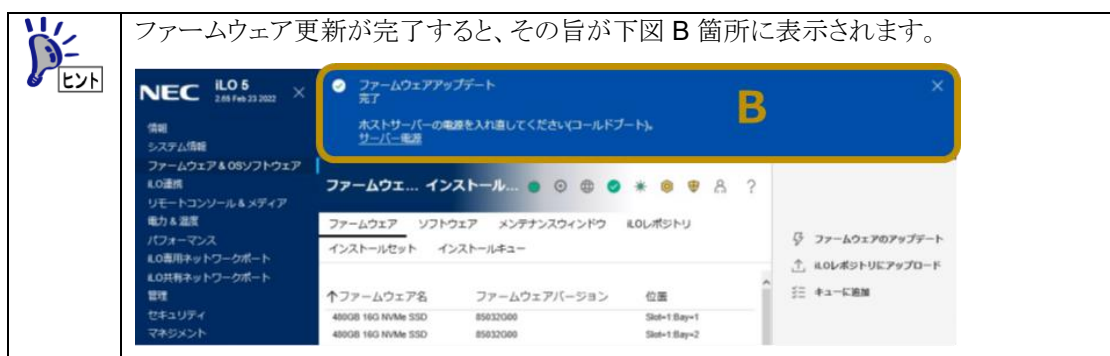 ファームウェア更新が完了すると、その旨が下図 B 箇所に表示されます。
ヒント
NEC iLO 5
2.65 Feb 23 2022
ファームウェアアップデート
完了
ホストサーバーの電源を入れ直してください(コールドブート)。
サーバー電源
B
情報
システム情報
ファームウェア & OSソフトウェア
iLO連携
リモートコンソール & メディア
電力 & 温度
パフォーマンス
iLO専用ネットワークポート
iLO共有ネットワークポート
管理
セキュリティ
マネジメント
ファームウェ... インストール...
?
ファームウェア ソフトウェア メンテナンスウィンドウ iLOレポジトリ
インストールセット インストールキュー
↑ファームウェア名 ファームウェアバージョン 位置
480GB 16G NVMe SSD 85032G00 Slot=1:Bay=1
480GB 16G NVMe SSD 85032G00 Slot=1:Bay=2
ファームウェアのアップデート
iLOレポジトリにアップロード
キューに追加